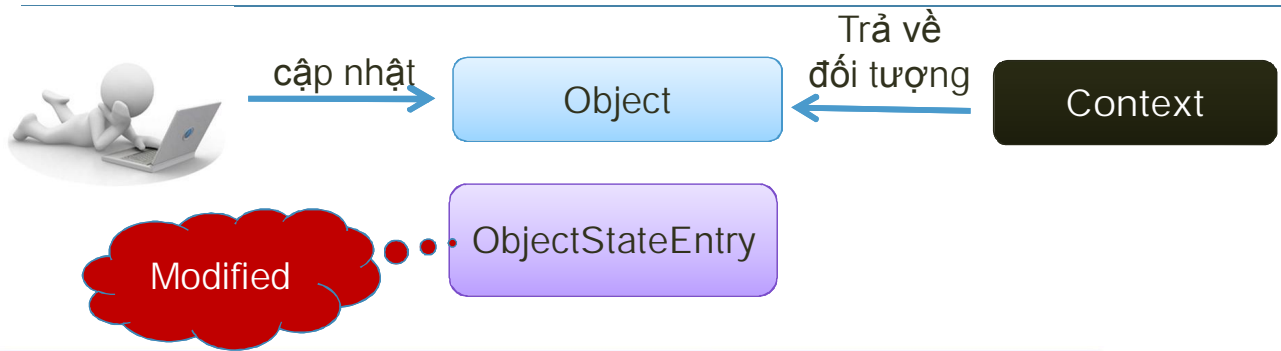 cập nhật
Object
Trả về
đối tượng
Context
ObjectStateEntry
Modified